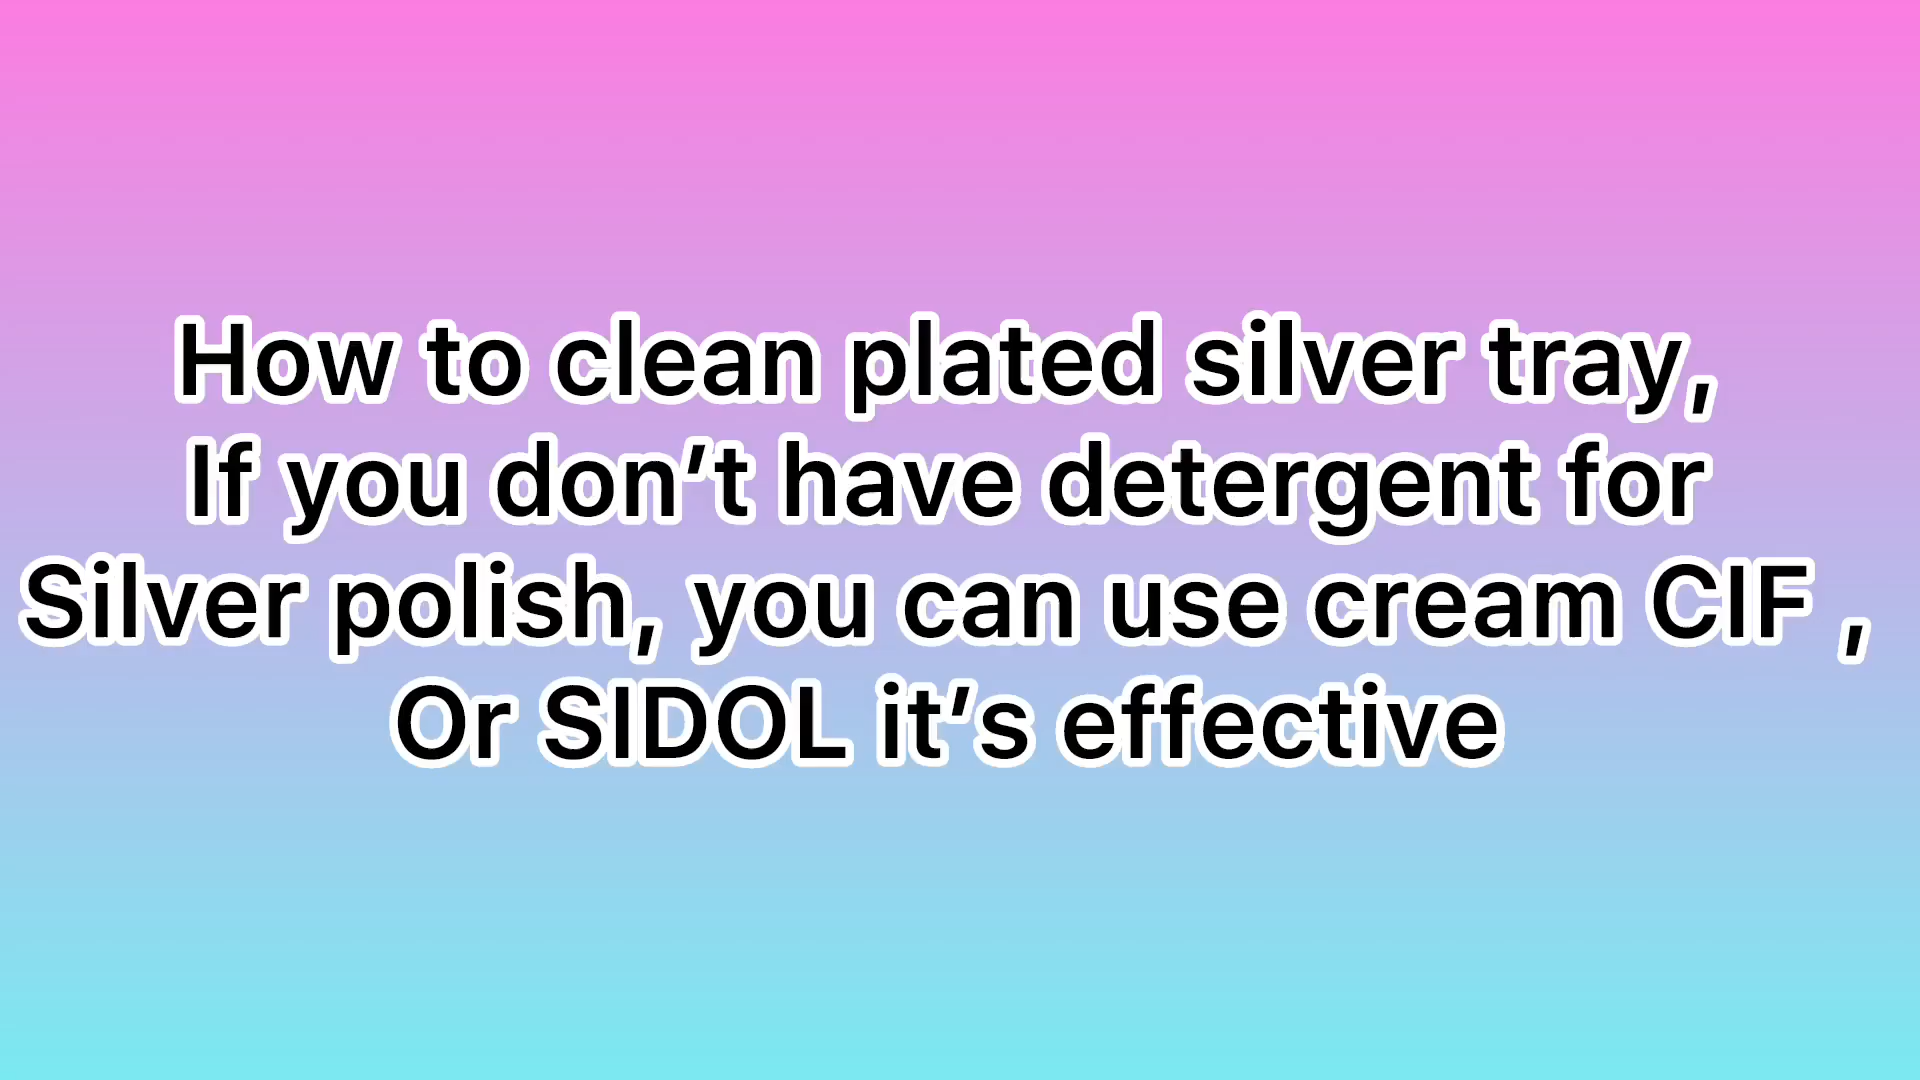 How to clean plated silver tray,
If you don’t have detergent for
Silver polish, you can use cream CIF ,
Or SIDOL it’s effective